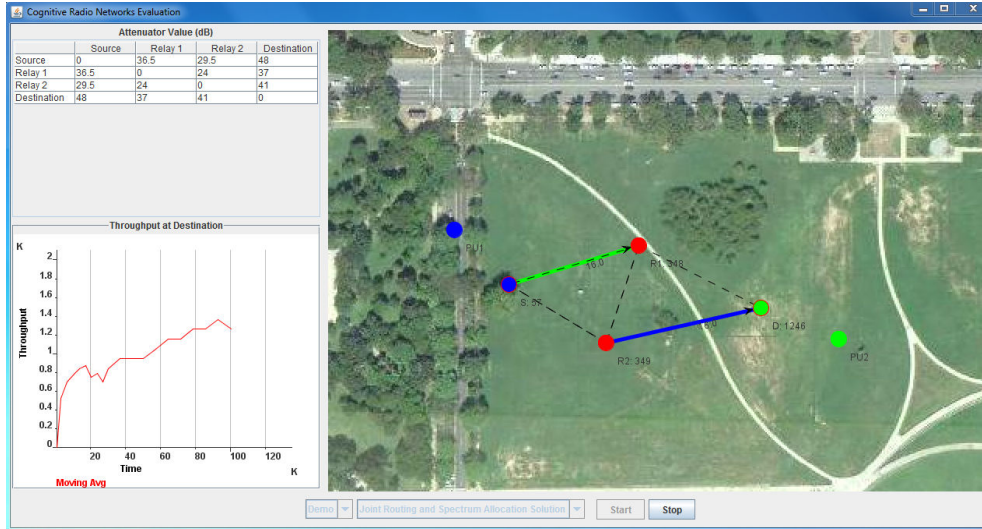 Cognitive Radio Networks Evaluation
Attenuator Value (dB)
Source Relay 1 Relay 2 Destination
Source 0 36.5 29.5 48
Relay 1 36.5 0 24 37
Relay 2 29.5 24 0 41
Destination 48 37 41 0
Throughput at Destination
K
2
1.8
1.6
1.4
1.2
1
0.8
0.6
0.4
0.2
0
Throughput
20 40 60 80 100 120
Time
K
Moving Avg
PU1
16.0
R1: 348
S: 57
D: 1246
R2: 349
PU2
Demo Joint Routing and Spectrum Allocation Solution Start Stop